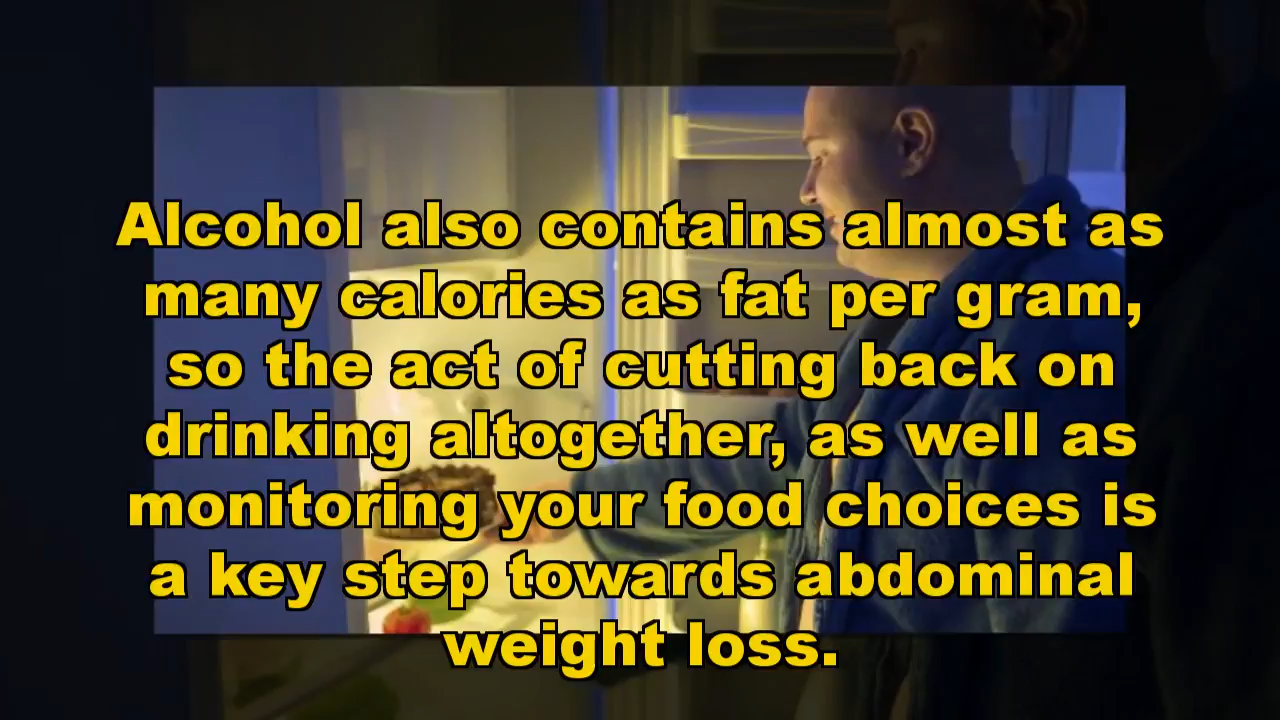 Alcohol also contains almost as
many calories as fat per gram,
so the act of cutting back on
drinking altogether, as well as
monitoring your food choices is
a key step towards abdominal
weight loss.